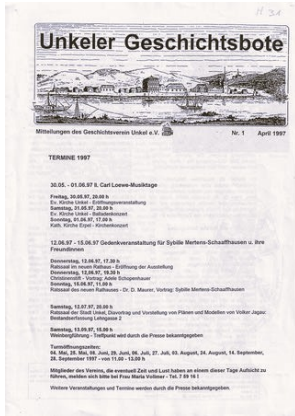 Unkeler Geschichtsbote
Mitteilungen des Geschichtsverein Unkel e.V. Nr. 1 April 1997
TERMINE 1997
30.05. - 01.06.97 II. Carl Loewe-Musiktage
Freitag, 30.05.97, 20.00 h
Ev. Kirche Unkel - Eröffnungsveranstaltung
Samstag, 31.05.97, 20.00 h
Ev. Kirche Unkel - Balladenkonzert
Sonntag, 01.06.97, 17.00 h
Kath. Kirche Erpel - Kirchenkonzert
12.06.97 - 15.06.97 Gedenkveranstaltung für Sybille Mertens-Schaaffhausen u. ihre
Freundinnen
Donnerstag, 12.06.97, 17.30 h
Ratssaal im neuen Rathaus - Eröffnung der Ausstellung
Donnerstag, 12.06.97, 19.30 h
Christinenstift - Vortrag: Adele Schopenhauer
Sonntag, 15.06.97, 11.00 h
Ratssaal des neuen Rathauses - Dr. D. Maurer, Vortrag: Sybille Mertens-Schaaffhausen
Samstag, 12.07.97, 20.00 h
Ratssaal der Stadt Unkel, Diavortrag und Vorstellung von Plänen und Modellen von Volker Jagau:
Bestandserfassung Lehngasse 2
Samstag, 13.09.97, 15.00 h
Weinbergführung - Treffpunkt wird durch die Presse bekanntgegeben
Turmöffnungszeiten:
04. Mai, 25. Mai, 08. Juni, 29. Juni, 06. Juli, 27. Juli, 03. August, 24. August, 14. September,
28. September 1997 - von 11.00 - 13.00 h
Mitglieder des Vereins, die eventuell Zeit und Lust haben an einem dieser Tage Aufsicht zu
führen, melden sich bitte bei Frau Maria Vollmer - Tel.
Weitere Veranstaltungen und Termine werden durch die Presse bekanntgegeben.